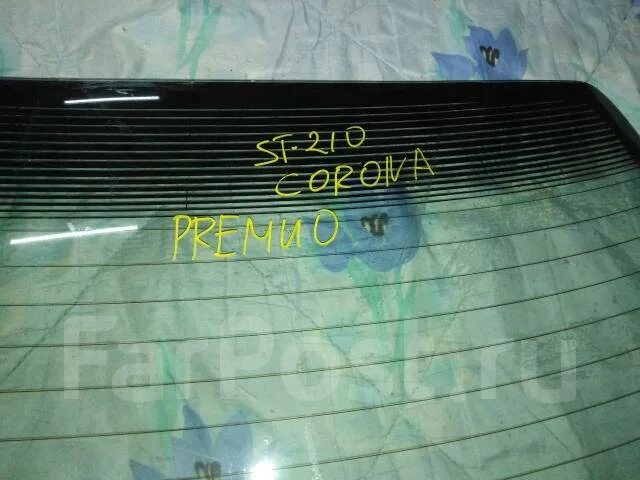 ST-210
CORONA
PREMIO
FarPost.ru